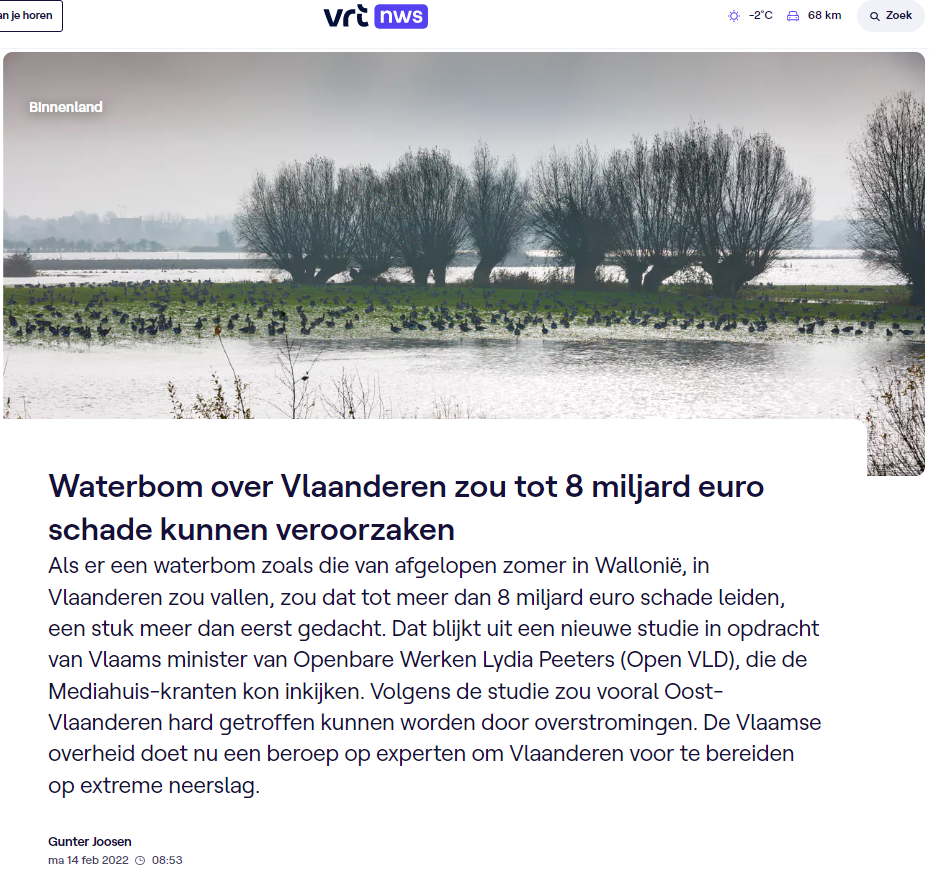 an je horen
vrt nws
-2°C
68 km
Zoek
Binnenland
Waterbom over Vlaanderen zou tot 8 miljard euro
schade kunnen veroorzaken
Als er een waterbom zoals die van afgelopen zomer in Wallonië, in
Vlaanderen zou vallen, zou dat tot meer dan 8 miljard euro schade leiden,
een stuk meer dan eerst gedacht. Dat blijkt uit een nieuwe studie in opdracht
van Vlaams minister van Openbare Werken Lydia Peeters (Open VLD), die de
Mediahuis-kranten kon inkijken. Volgens de studie zou vooral Oost-
Vlaanderen hard getroffen kunnen worden door overstromingen. De Vlaamse
overheid doet nu een beroep op experten om Vlaanderen voor te bereiden
op extreme neerslag.
Gunter Joosen
ma 14 feb 2022 08:53